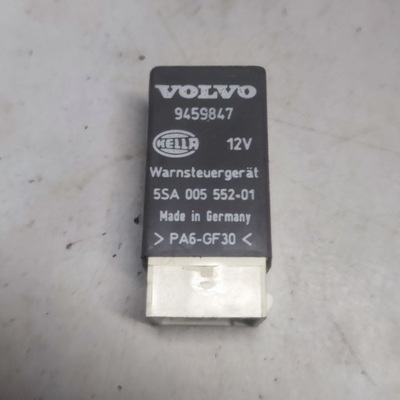 VOLVO
9459847
HELLA 12V
Warnsteuergerät
5SA 005 552-01
Made in Germany
> PA6-GF30 <